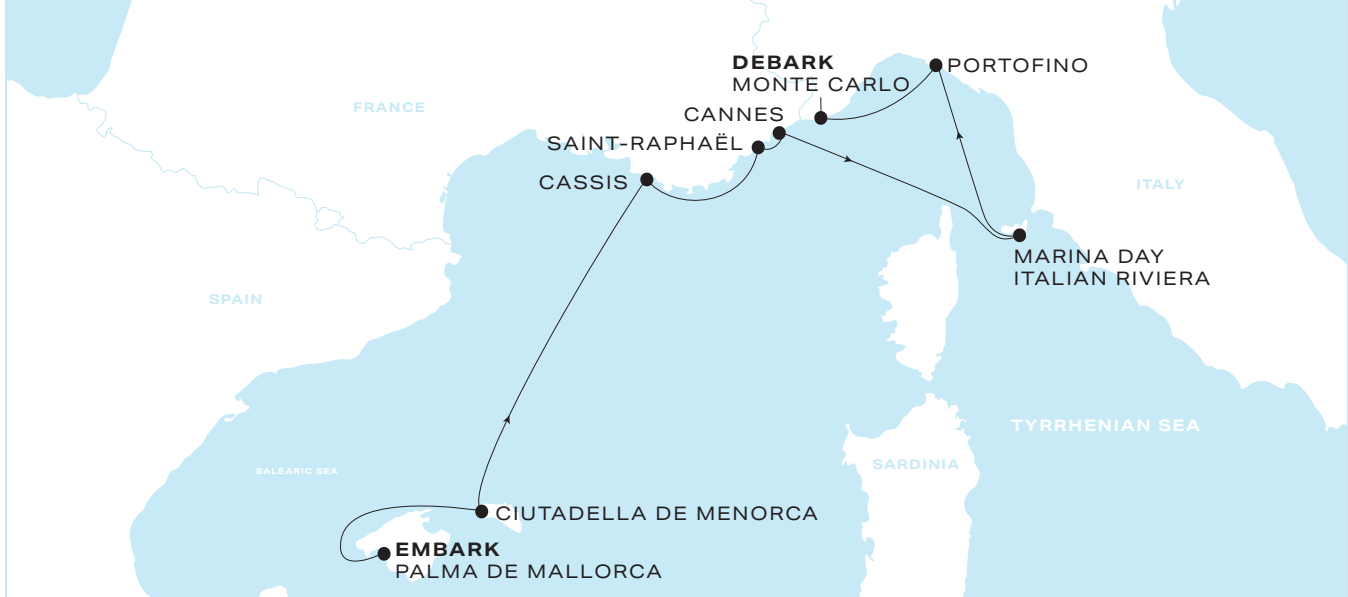 DEBARK
MONTE CARLO
PORTOFINO
FRANCE
CANNES
SAINT-RAPHAËL
CASSIS
ITALY
MARINA DAY
ITALIAN RIVIERA
SPAIN
TYRRHENIAN SEA
BALEARIC SEA
SARDINIA
CIUTADELLA DE MENORCA
EMBARK
PALMA DE MALLORCA